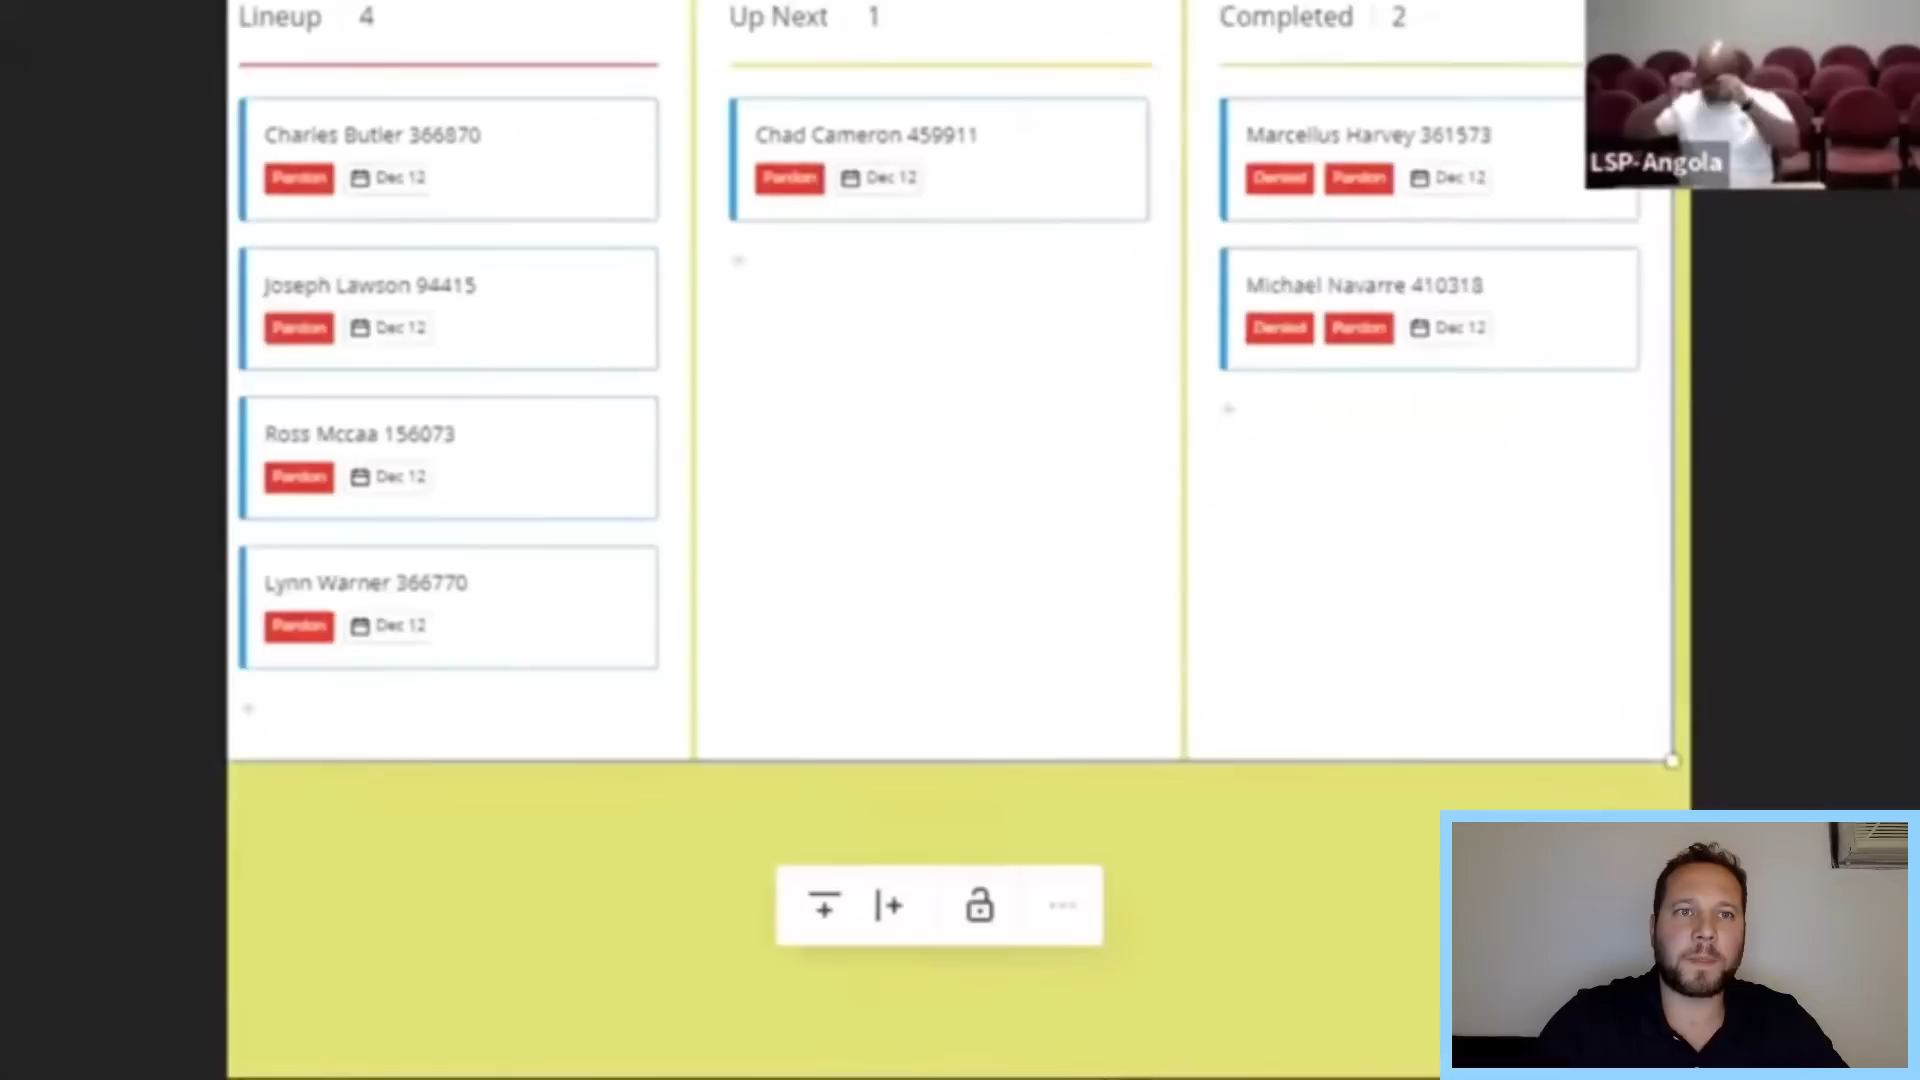 Lineup 4
Charles Butler 366870
Pardon Dec 12
Joseph Lawson 94415
Pardon Dec 12
Ross Mccaa 156073
Pardon Dec 12
Lynn Warner 366770
Pardon Dec 12
Up Next 1
Chad Cameron 459911
Pardon Dec 12
Completed 2
Marcellus Harvey 361573
Denied Pardon Dec 12
Michael Navarre 410318
Denied Pardon Dec 12
LSP-Angola